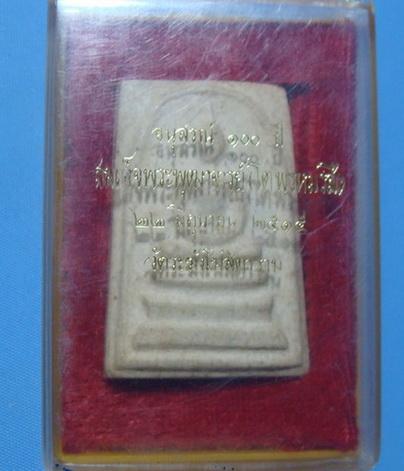 อนุสรณ์ ๑๐๐ ปี
สมเด็จพระพุฒาจารย์โต พรหมรังสี
๒๒ มิถุนายน ๒๕๑๕
วัดระฆังโฆสิตาราม